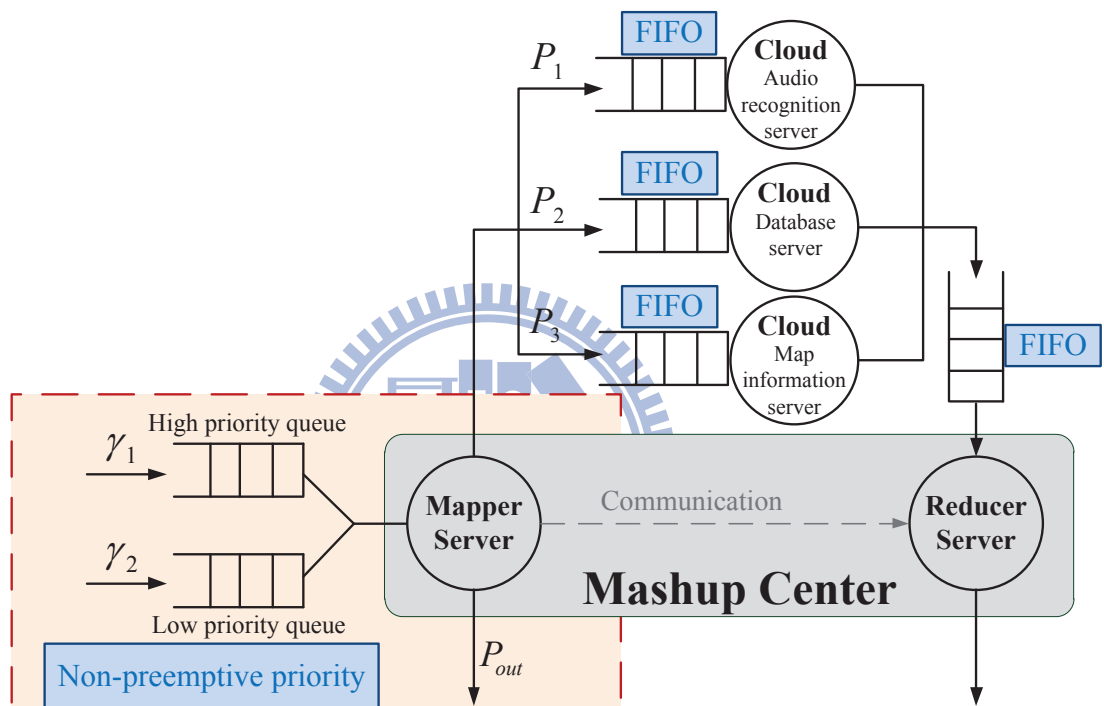 FIFO
P1
Cloud
Audio
recognition
server
FIFO
P2
Cloud
Database
server
FIFO
P3
Cloud
Map
information
server
FIFO
High priority queue
γ1
Mapper
Server
Communication
Reducer
Server
γ2
Low priority queue
Mashup Center
Non-preemptive priority
Pout